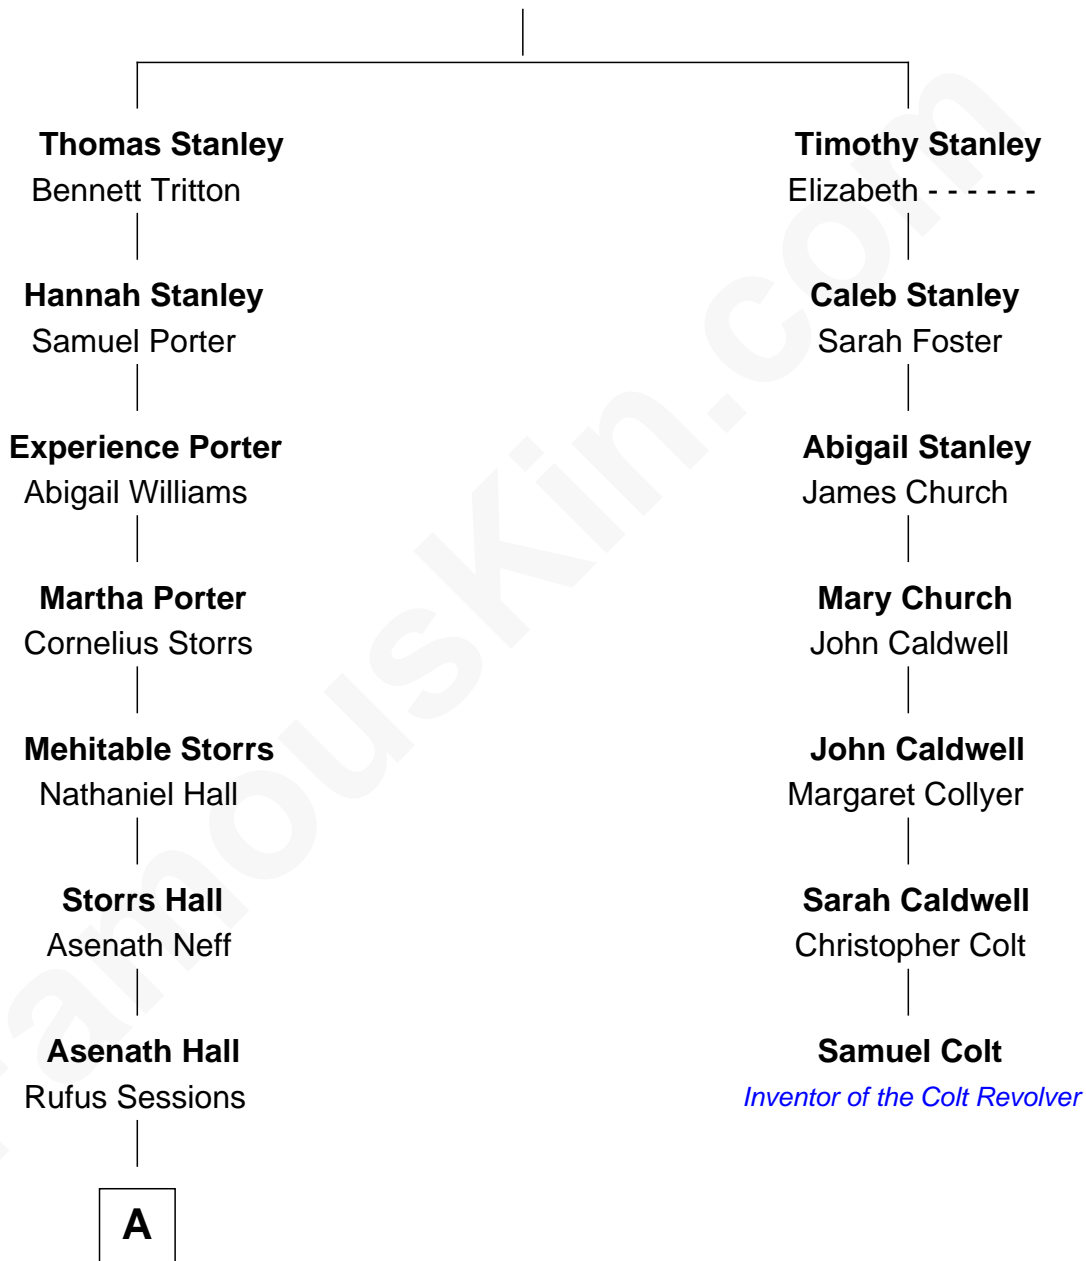 Thomas Stanley
Bennett Tritton
Hannah Stanley
Samuel Porter
Experience Porter
Abigail Williams
Martha Porter
Cornelius Storrs
Mehitable Storrs
Nathaniel Hall
Storrs Hall
Asenath Neff
Asenath Hall
Rufus Sessions
A
Timothy Stanley
Elizabeth - - - - - -
Caleb Stanley
Sarah Foster
Abigail Stanley
James Church
Mary Church
John Caldwell
John Caldwell
Margaret Collyer
Sarah Caldwell
Christopher Colt
Samuel Colt
Inventor of the Colt Revolver
FamousKin.com